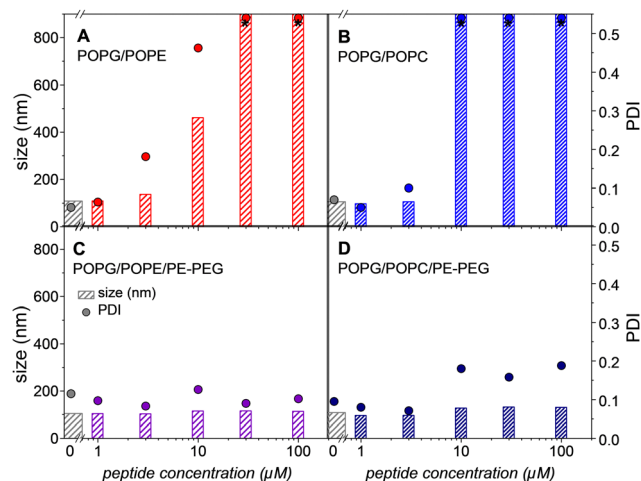 A
POPG/POPE
B
POPG/POPC
800
600
400
200
0
size (nm)
0.5
0.4
0.3
0.2
0.1
0.0
PDI
C
POPG/POPE/PE-PEG
size (nm)
PDI
D
POPG/POPC/PE-PEG
800
600
400
200
0
size (nm)
0.5
0.4
0.3
0.2
0.1
0.0
PDI
0 1 10 100
0 1 10 100
peptide concentration (µM)
peptide concentration (µM)